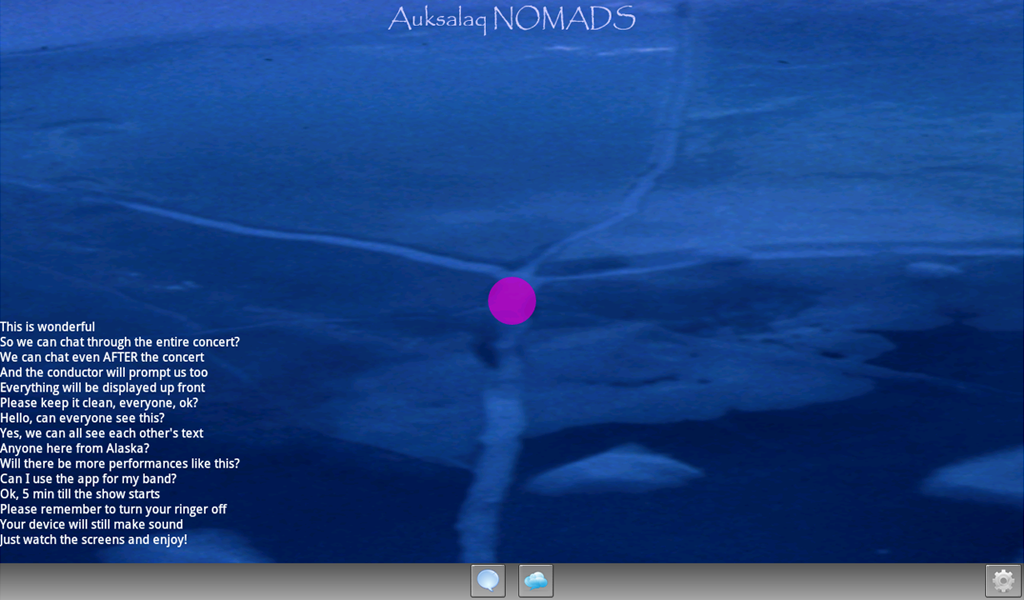 Auksalaq NOMADS
This is wonderful
So we can chat through the entire concert?
We can chat even AFTER the concert
And the conductor will prompt us too
Everything will be displayed up front
Please keep it clean, everyone, ok?
Hello, can everyone see this?
Yes, we can all see each other's text
Anyone here from Alaska?
Will there be more performances like this?
Can I use the app for my band?
Ok, 5 min till the show starts
Please remember to turn your ringer off
Your device will still make sound
Just watch the screens and enjoy!